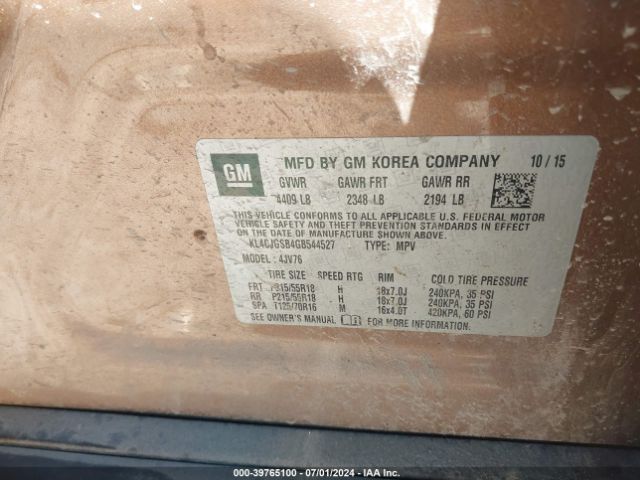 GM MFD BY GM KOREA COMPANY 10 / 15
GVWR GAWR FRT GAWR RR
4409 LB 2348 LB 2194 LB
THIS VEHICLE CONFORMS TO ALL APPLICABLE U.S. FEDERAL MOTOR
VEHICLE SAFETY AND THEFT PREVENTION STANDARDS IN EFFECT
ON THE DATE OF MANUFACTURE SHOWN ABOVE.
KL4CJGSB4GB544527 TYPE: MPV
MODEL: 4JV76
TIRE SIZE SPEED RTG RIM COLD TIRE PRESSURE
FRT P215/55R18 H 18x7.0J 240KPA, 35 PSI
RR P215/55R18 H 18x7.0J 240KPA, 35 PSI
SPA T125/70R16 M 16x4.0T 420KPA, 60 PSI
SEE OWNER'S MANUAL FOR MORE INFORMATION.
000-39765100 - 07/01/2024 - IAA Inc.